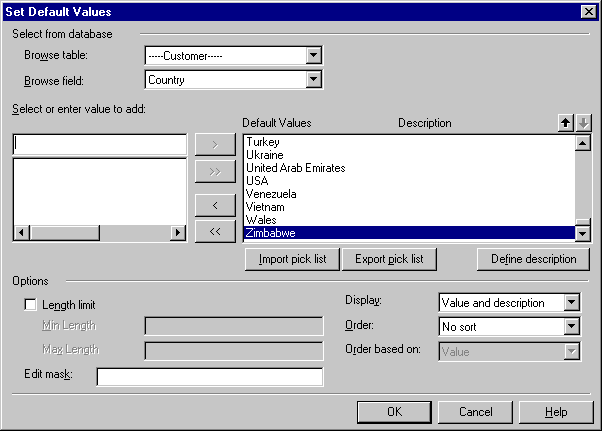 Set Default Values
Select from database
Browse table:
-----Customer-----
Browse field:
Country
Select or enter value to add:
Default Values
Description
>
>>
<
<<
Turkey
Ukraine
United Arab Emirates
USA
Venezuela
Vietnam
Wales
Zimbabwe
Import pick list
Export pick list
Define description
Options
Length limit
Min Length
Max Length
Edit mask:
Display:
Value and description
Order:
No sort
Order based on:
Value
OK
Cancel
Help